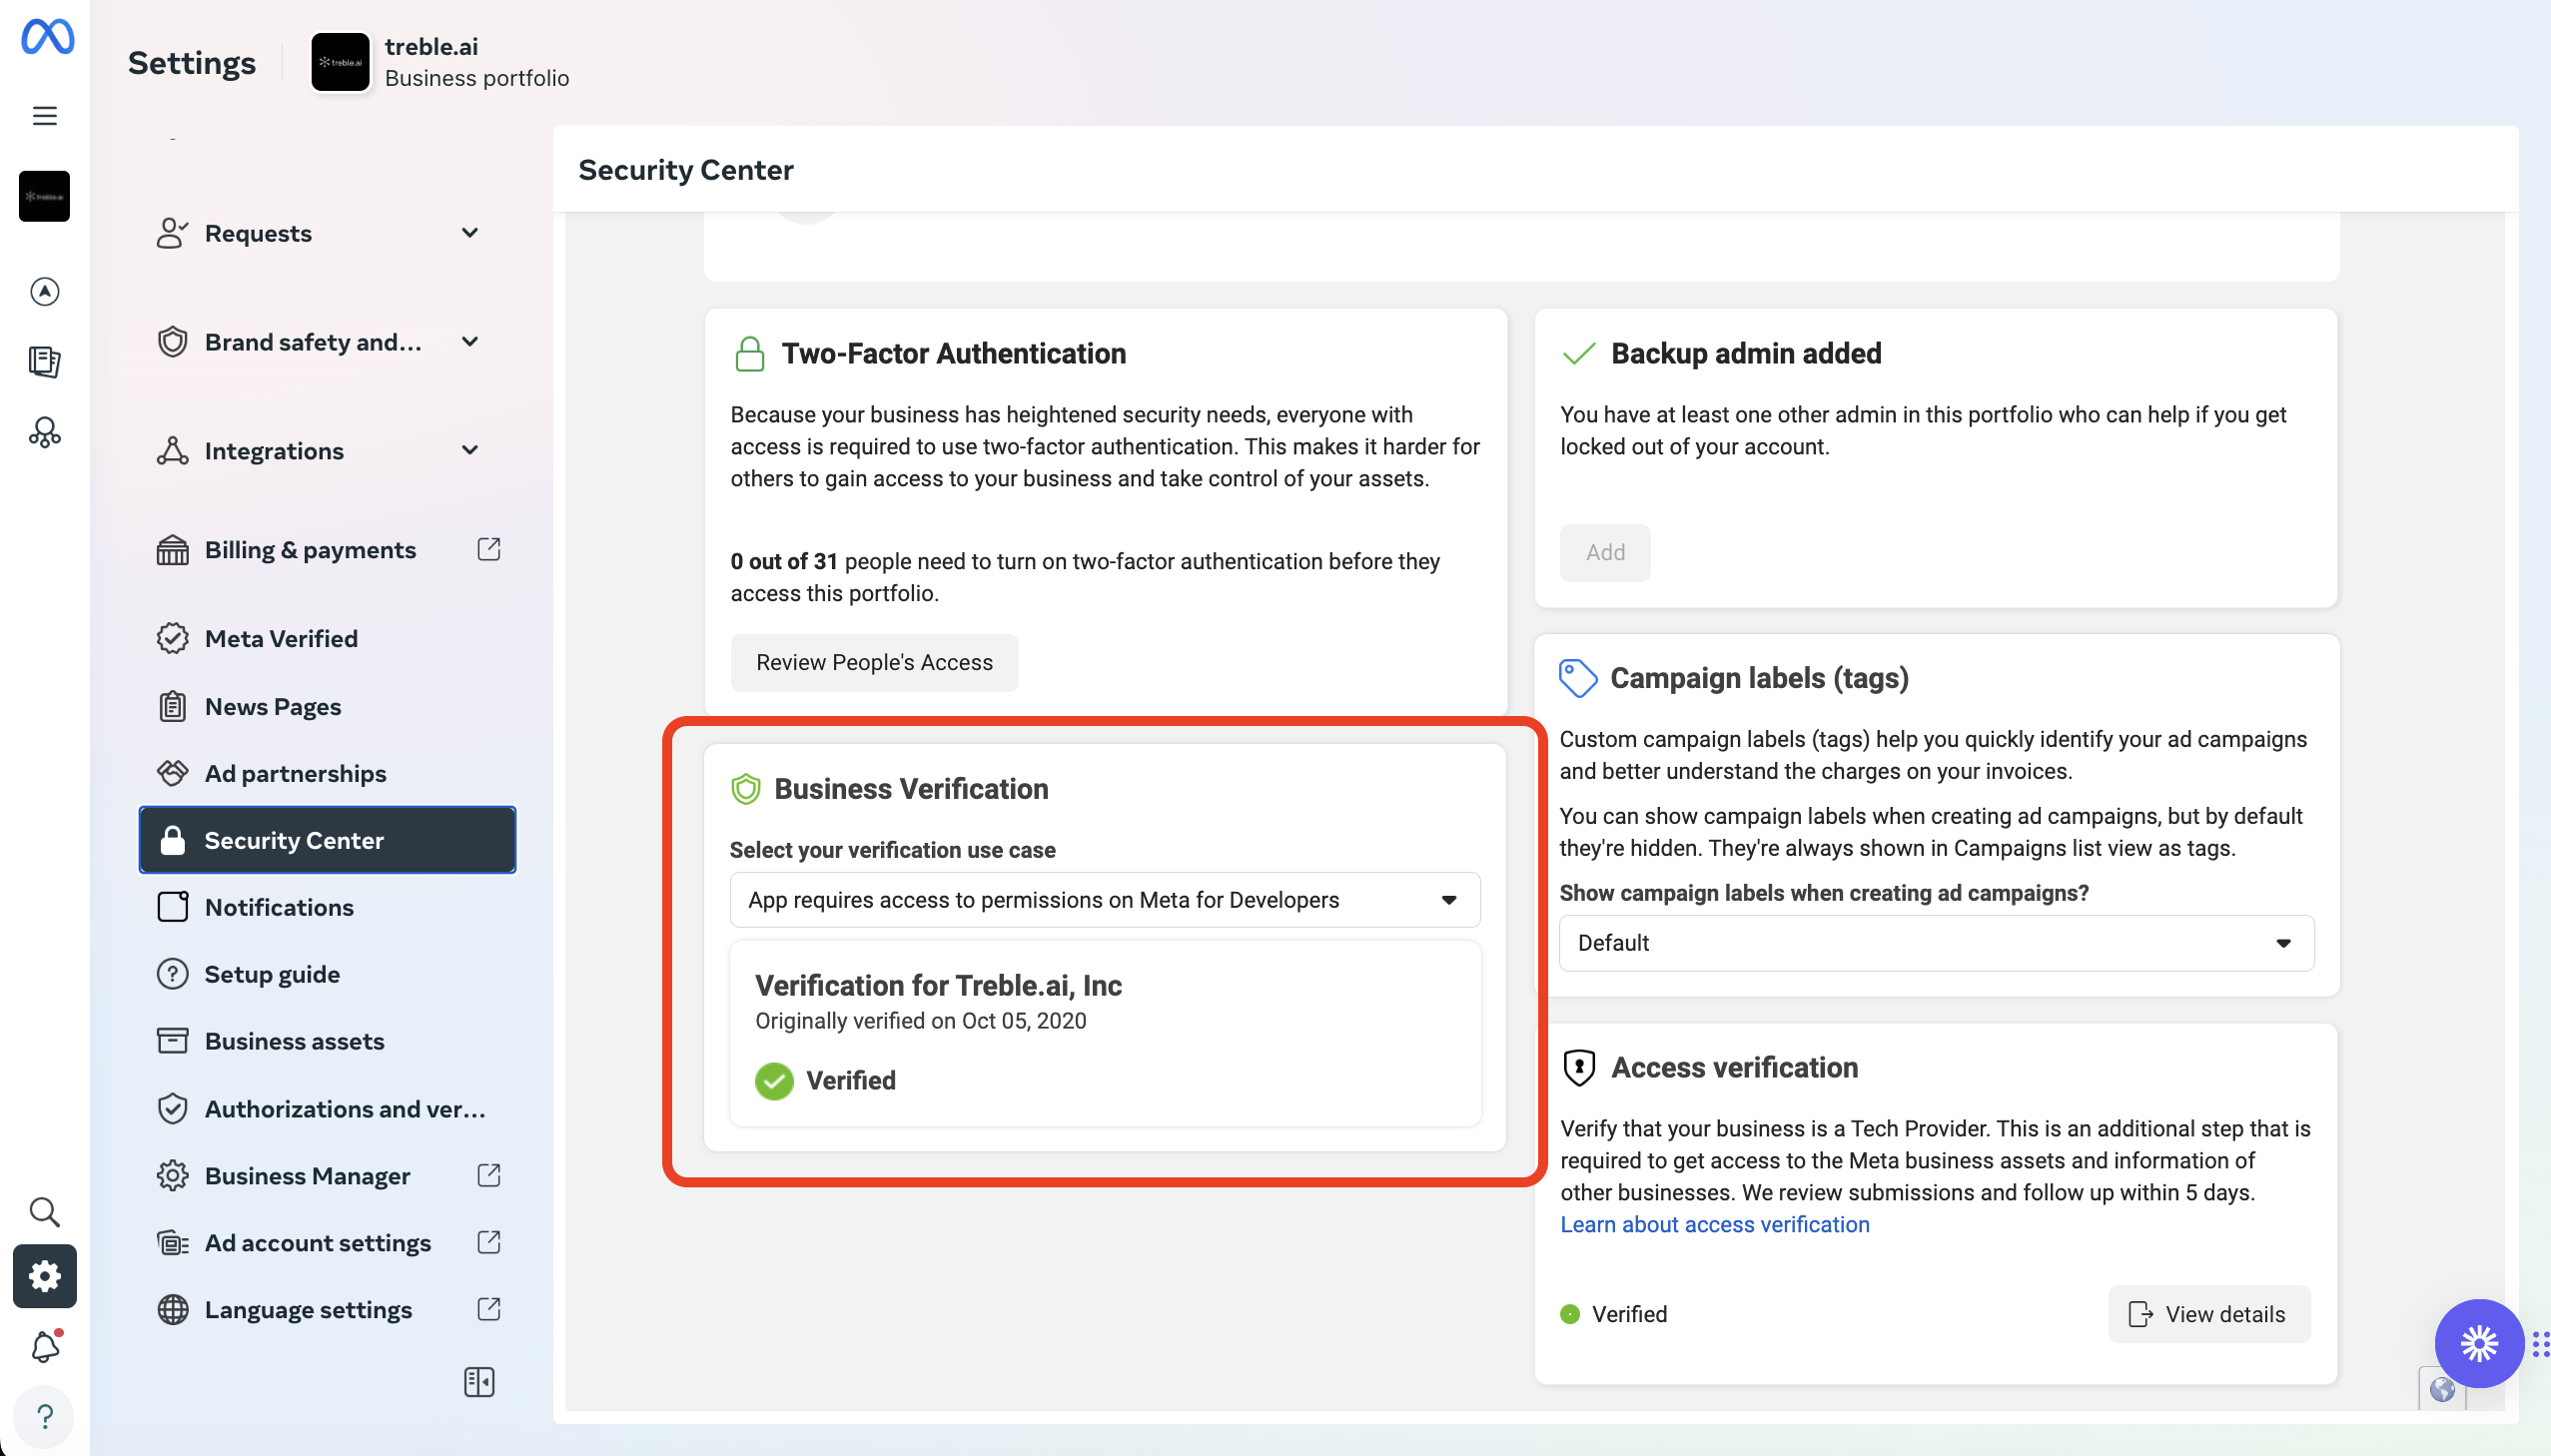 Settings
treble.ai
treble.ai
Business portfolio
Requests
Brand safety and...
Integrations
Billing & payments
Meta Verified
News Pages
Ad partnerships
Security Center
Notifications
Setup guide
Business assets
Authorizations and ver...
Business Manager
Ad account settings
Language settings
Security Center
Two-Factor Authentication
Because your business has heightened security needs, everyone with
access is required to use two-factor authentication. This makes it harder for
others to gain access to your business and take control of your assets.
0 out of 31 people need to turn on two-factor authentication before they
access this portfolio.
Review People's Access
Business Verification
Select your verification use case
App requires access to permissions on Meta for Developers
Verification for Treble.ai, Inc
Originally verified on Oct 05, 2020
Verified
Backup admin added
You have at least one other admin in this portfolio who can help if you get
locked out of your account.
Add
Campaign labels (tags)
Custom campaign labels (tags) help you quickly identify your ad campaigns
and better understand the charges on your invoices.
You can show campaign labels when creating ad campaigns, but by default
they're hidden. They're always shown in Campaigns list view as tags.
Show campaign labels when creating ad campaigns?
Default
Access verification
Verify that your business is a Tech Provider. This is an additional step that is
required to get access to the Meta business assets and information of
other businesses. We review submissions and follow up within 5 days.
Learn about access verification
Verified
View details